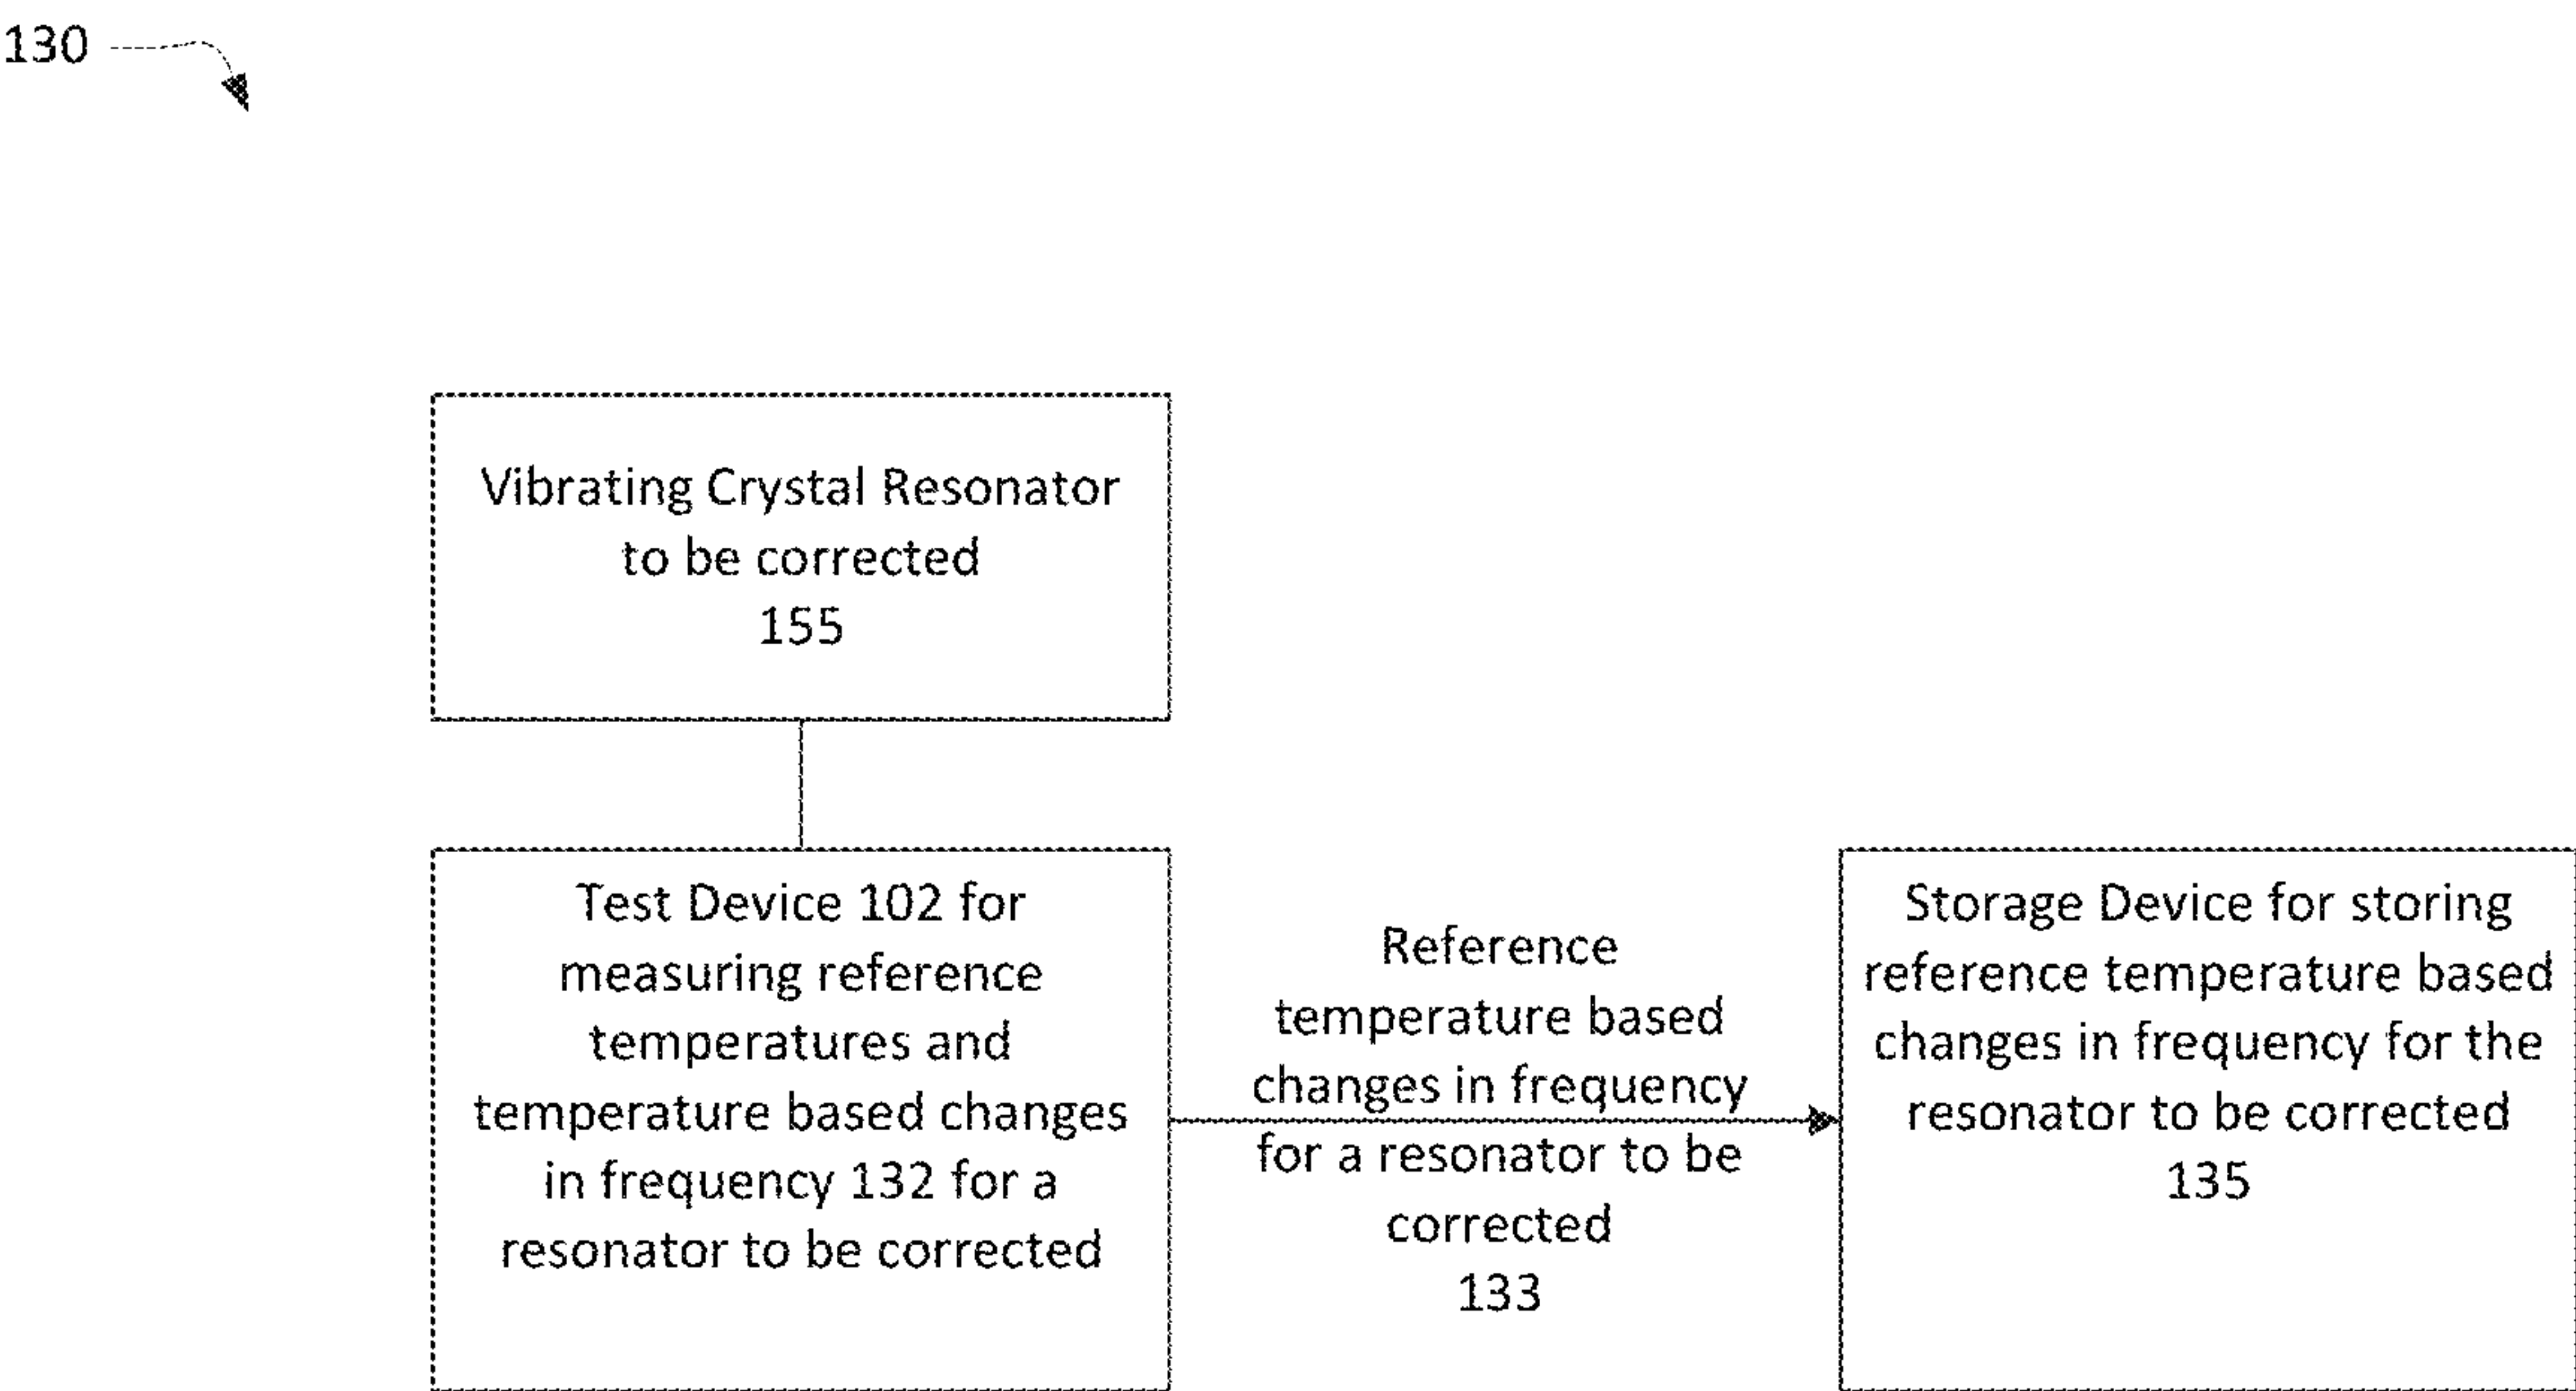 130
Vibrating Crystal Resonator
to be corrected
155
Test Device 102 for
measuring reference
temperatures and
temperature based changes
in frequency 132 for a
resonator to be corrected
Reference
temperature based
changes in frequency
for a resonator to be
corrected
133
Storage Device for storing
reference temperature based
changes in frequency for the
resonator to be corrected
135